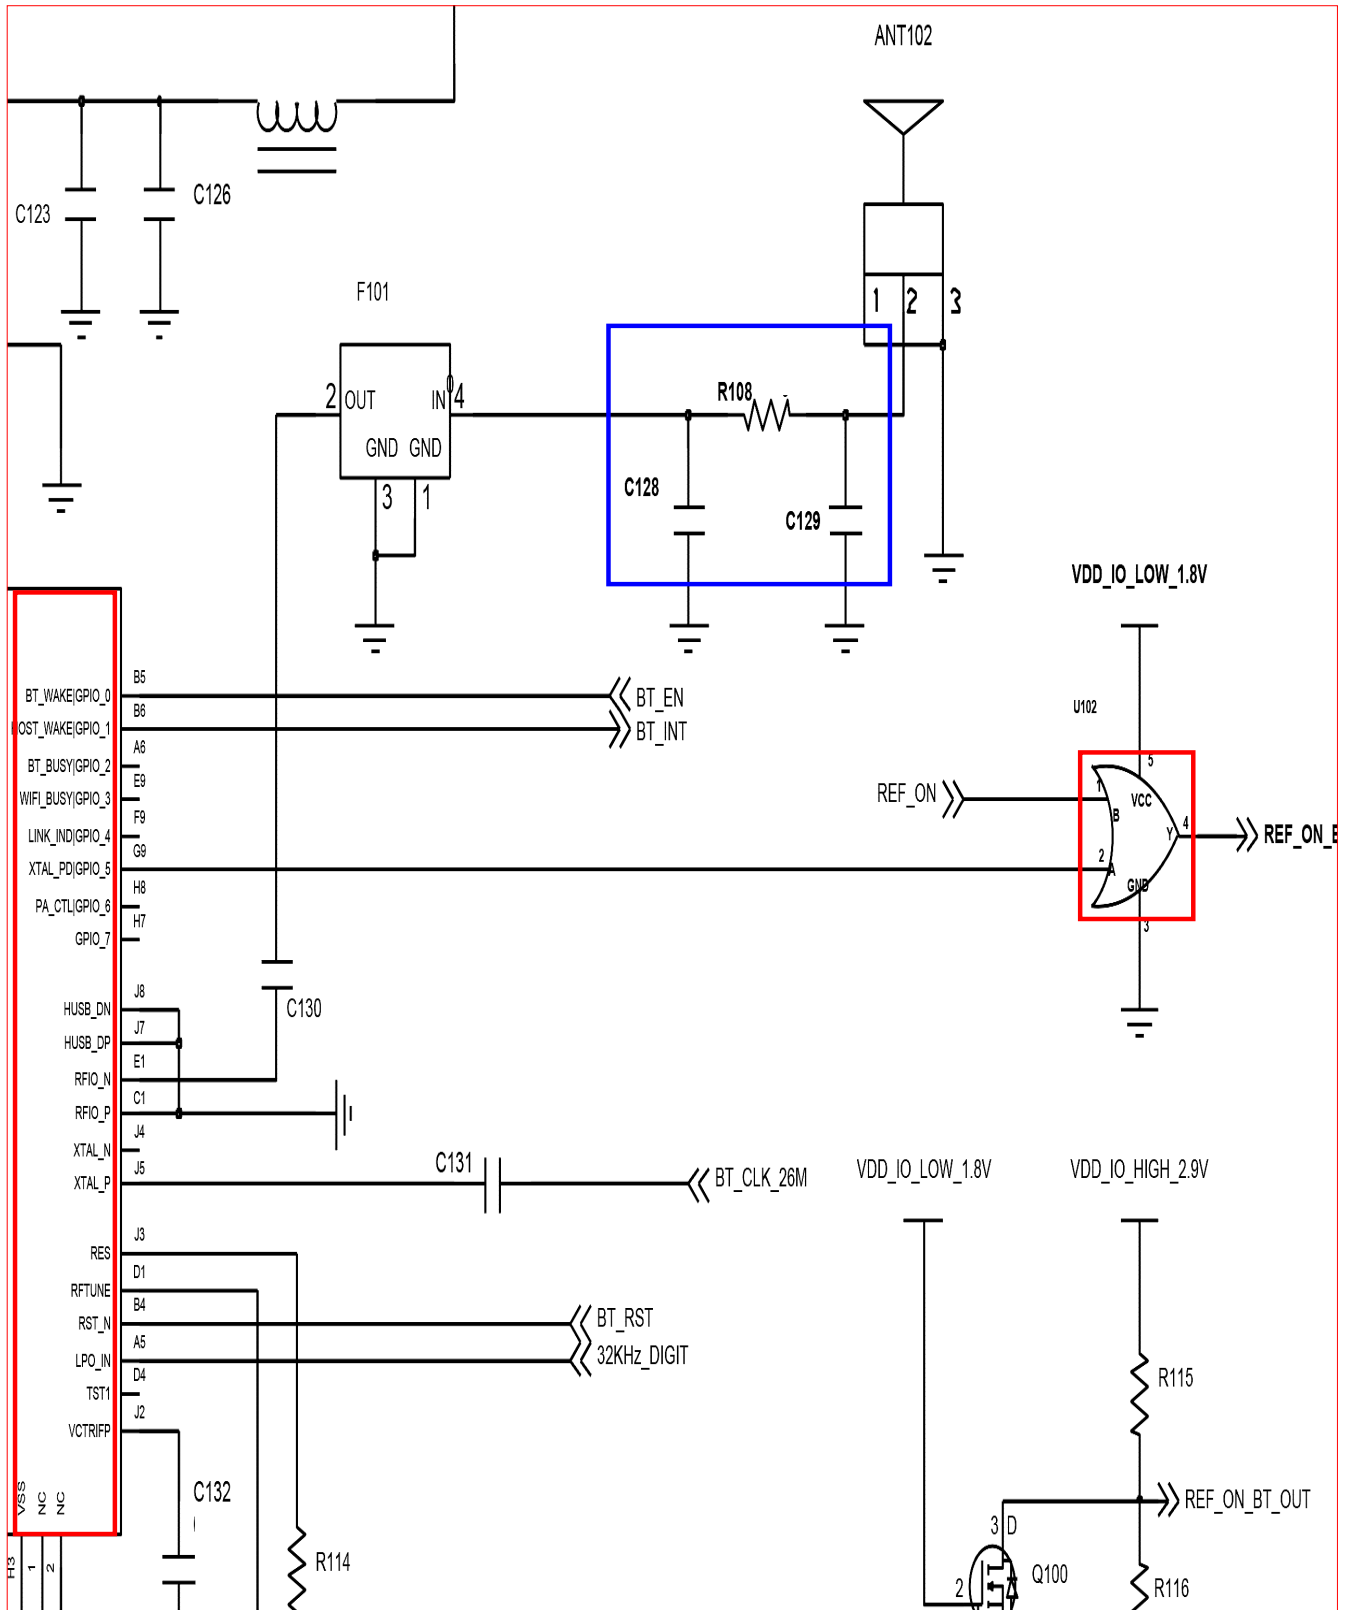 ANT102
C126
C123
F101
1 2 3
R108
0
2 OUT IN 4
GND GND
3 1
C128
C129
VDD_IO_LOW_1.8V
U102
B5
BT_WAKE|GPIO_0
BT_EN
B6
OST_WAKE|GPIO_1
BT_INT
A6
BT_BUSY|GPIO_2
E9
WIFI_BUSY|GPIO_3
F9
LINK_IND|GPIO_4
G9
XTAL_PD|GPIO_5
H8
PA_CTL|GPIO_6
H7
GPIO_7
5
REF_ON
1
VCC
B
4
Y
REF_ON_
2
A
GND
3
J8
HUSB_DN
C130
J7
HUSB_DP
E1
RFIO_N
C1
RFIO_P
J4
XTAL_N
J5
XTAL_P
C131
BT_CLK_26M
VDD_IO_LOW_1.8V
VDD_IO_HIGH_2.9V
J3
RES
D1
RFTUNE
B4
RST_N
BT_RST
A5
LPO_IN
32KHz_DIGIT
D4
TST1
J2
VCTRIFP
R115
VSS
NC
NC
C132
REF_ON_BT_OUT
3 D
H3
1
2
R114
2
Q100
R116